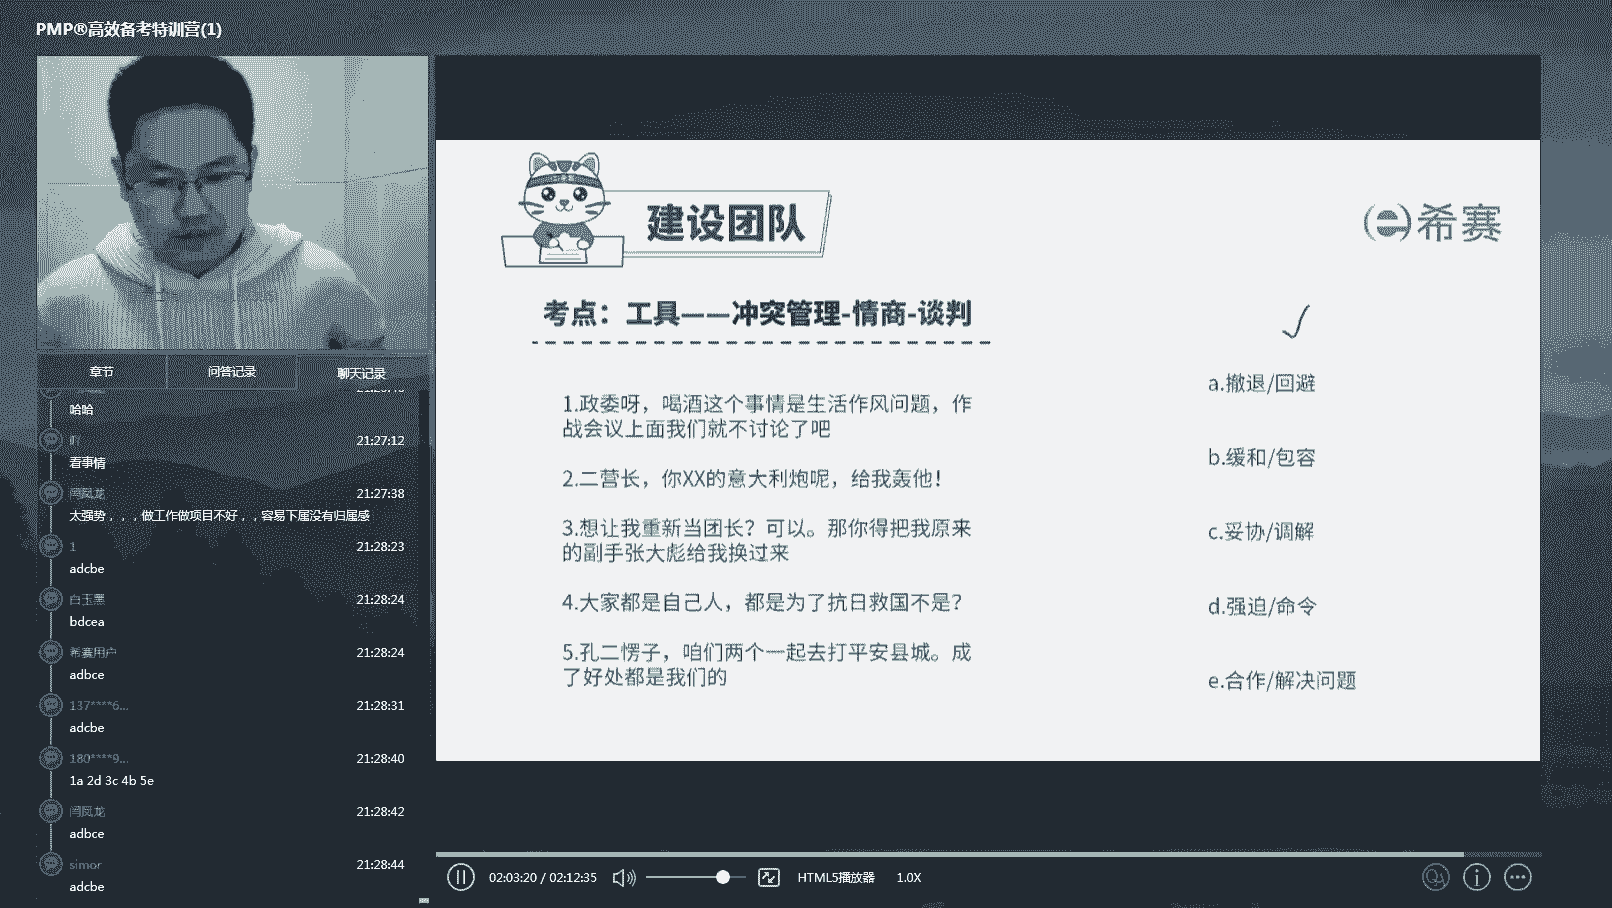 PMP®高效备考特训营(1)
章节
问答记录
聊天记录
哈哈
21:27:12
看事情
闫凤龙
21:27:38
太强势，，，做工作做项目不好，，容易下属没有归属感
1
21:28:23
adcbe
白玉黑
21:28:24
bdcea
希赛用户
21:28:24
adbce
137****6...
21:28:31
adcbe
180****9...
21:28:40
1a 2d 3c 4b 5e
闫凤龙
21:28:42
adbce
simor
21:28:44
adcbe
建设团队
希赛
考点：工具——冲突管理-情商-谈判
1.政委呀，喝酒这个事情是生活作风问题，作
战会议上面我们就不讨论了吧
2.二营长，你XX的意大利炮呢，给我轰他！
3.想让我重新当团长？可以。那你得把我原来
的副手张大彪给我换过来
4.大家都是自己人，都是为了抗日救国不是？
5.孔二愣子，咱们两个一起去打平安县城。成
了好处都是我们的
a.撤退/回避
b.缓和/包容
c.妥协/调解
d.强迫/命令
e.合作/解决问题
02:03:20 / 02:12:35
HTML5播放器
1.0X